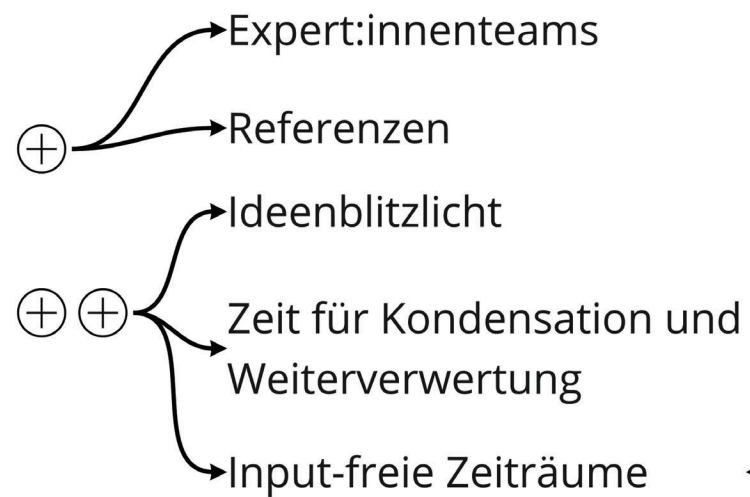 Expert:innenteams
Referenzen
Ideenblitzlicht
Zeit für Kondensation und
Weiterverwertung
Input-freie Zeiträume